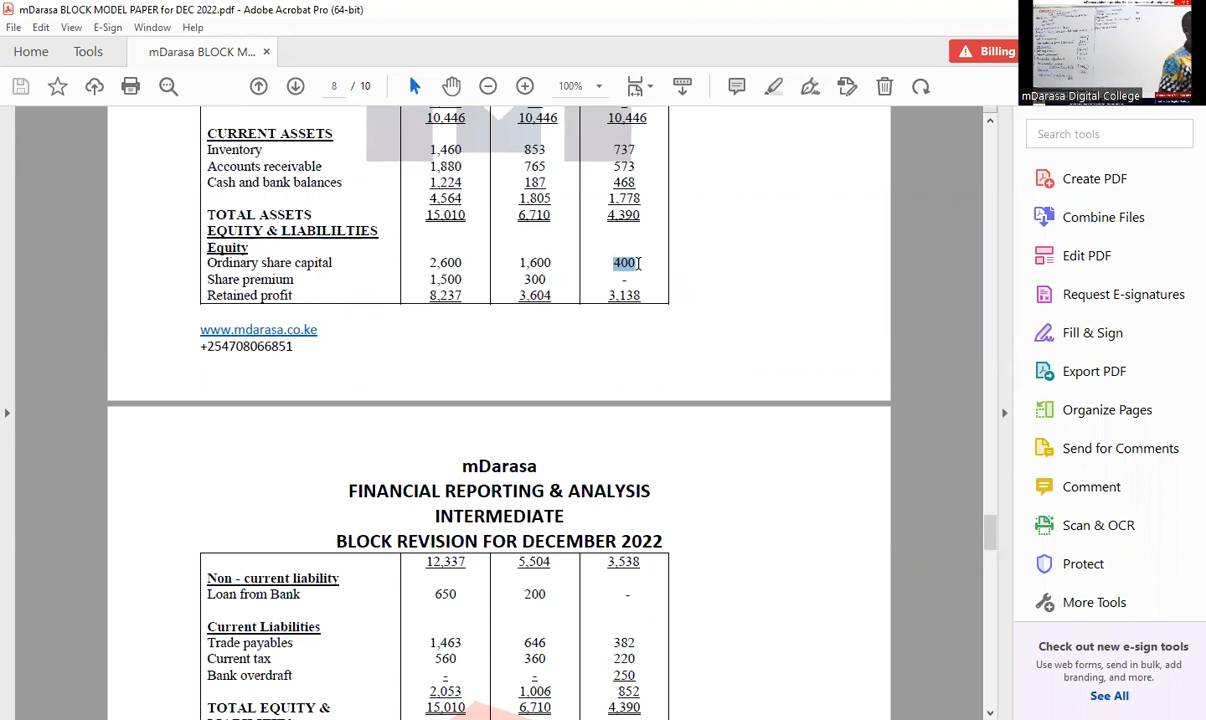 mDarasa BLOCK MODEL PAPER for DEC 2022.pdf - Adobe Acrobat Pro (64-bit)
File Edit View E-Sign Window Help
Home Tools mDarasa BLOCK M... × Billing
8 / 10 100%
mDarasa Digital College
10,446 10,446 10,446
CURRENT ASSETS
Inventory 1,460 853 737
Accounts receivable 1,880 765 573
Cash and bank balances 1,224 187 468
4,564 1,805 1,778
TOTAL ASSETS 15,010 6,710 4,390
EQUITY & LIABILILTIES
Equity
Ordinary share capital 2,600 1,600 400
Share premium 1,500 300 -
Retained profit 8,237 3,604 3,138
www.mdarasa.co.ke
+254708066851
mDarasa
FINANCIAL REPORTING & ANALYSIS
INTERMEDIATE
BLOCK REVISION FOR DECEMBER 2022
12,337 5,504 3,538
Non - current liability
Loan from Bank 650 200 -
Current Liabilities
Trade payables 1,463 646 382
Current tax 560 360 220
Bank overdraft - - 250
2,053 1,006 852
TOTAL EQUITY & 15,010 6,710 4,390
Search tools
Create PDF
Combine Files
Edit PDF
Request E-signatures
Fill & Sign
Export PDF
Organize Pages
Send for Comments
Comment
Scan & OCR
Protect
More Tools
Check out new e-sign tools
Use web forms, send in bulk, add
branding, and more.
See All